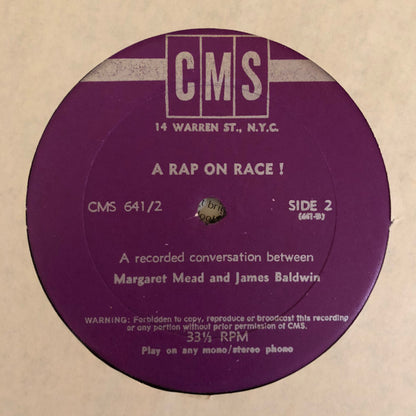 CMS
14 WARREN ST., N.Y.C.
A RAP ON RACE !
CMS 641/2
SIDE 2
(641-B)
A recorded conversation between
Margaret Mead and James Baldwin
WARNING: Forbidden to copy, reproduce or broadcast this recording
or any portion without prior permission of CMS.
33⅓ RPM
Play on any mono/stereo phono